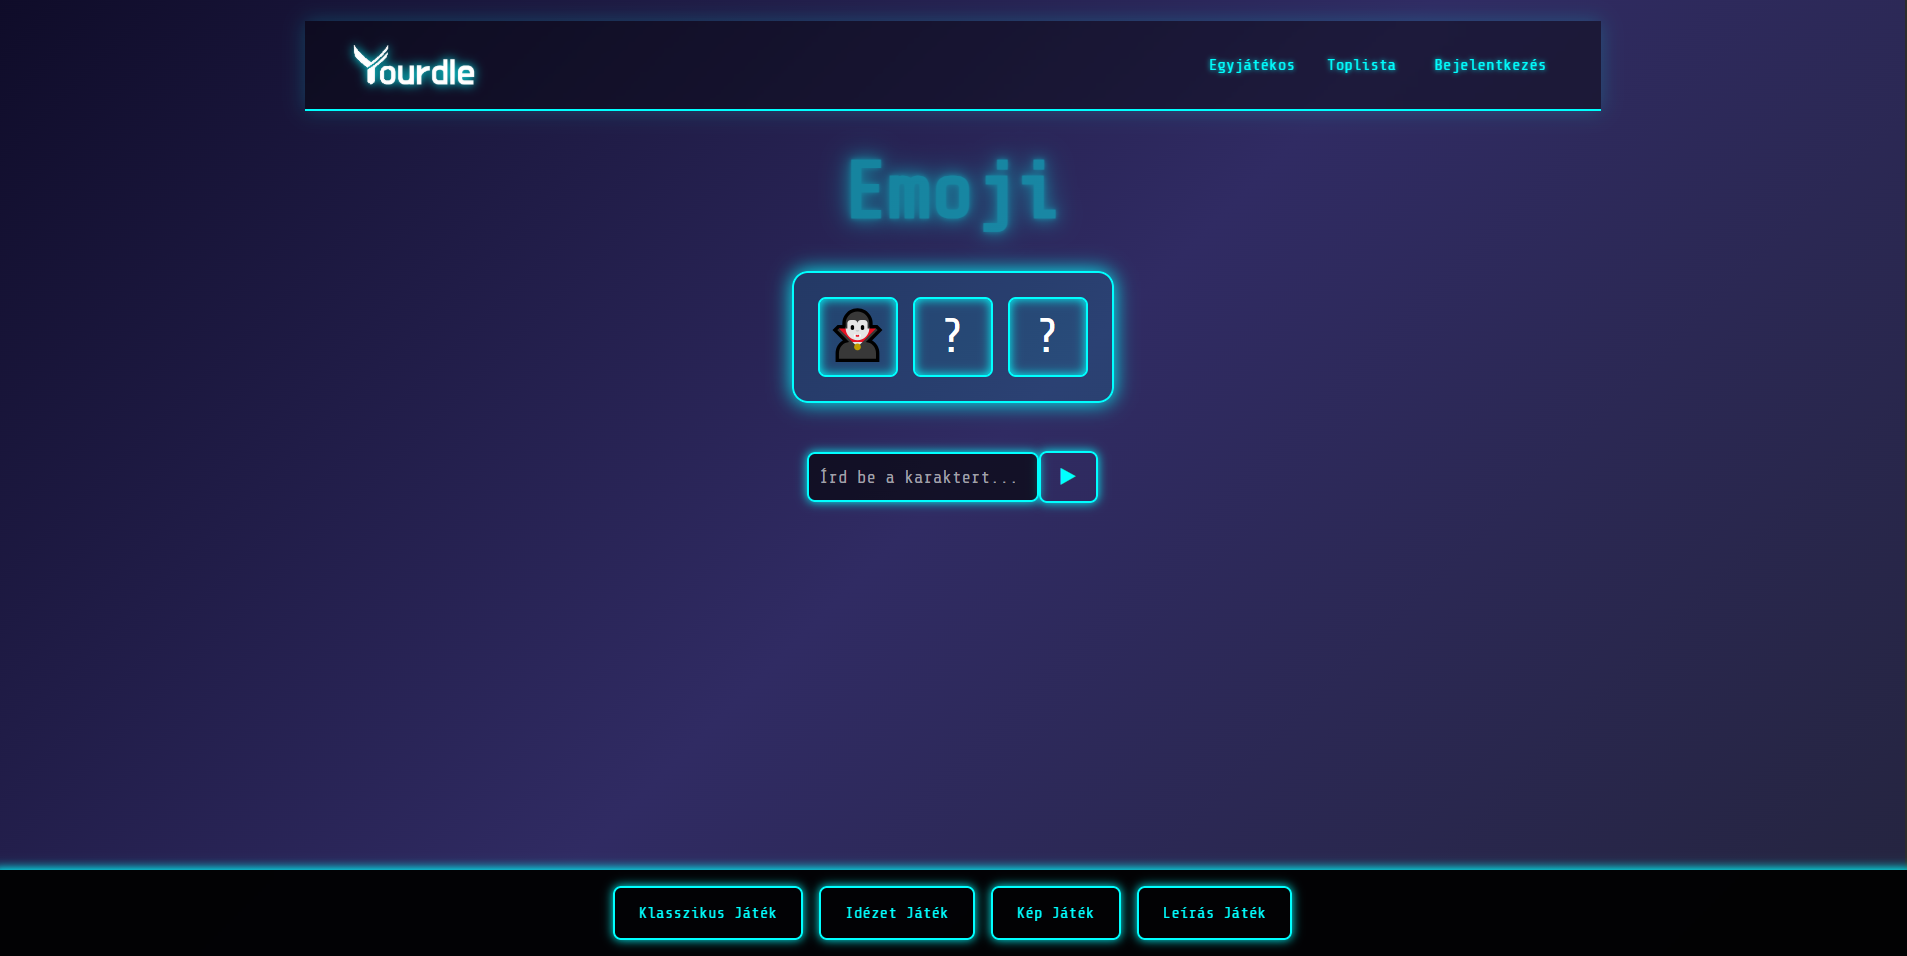 Yourdle
Egyjátékos Toplista Bejelentkezés
Emoji
? ?
Írd be a karaktert...
Klasszikus Játék Idézet Játék Kép Játék Leírás Játék